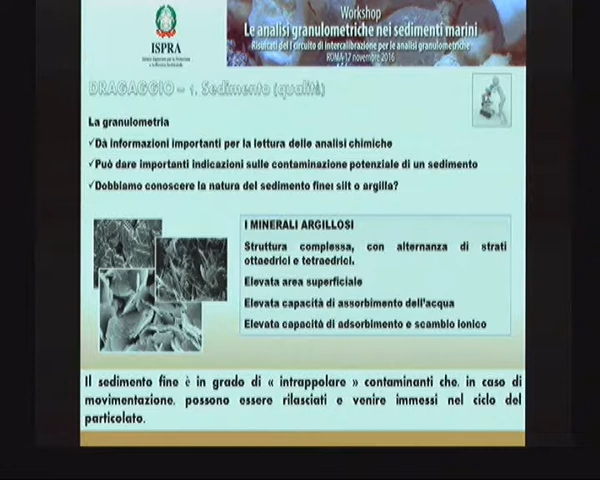 Workshop
Le analisi granulometriche nei sedimenti marini
Risultati del I circuito di intercalibrazione per le analisi granulometriche
ROMA-17 novembre 2016
ISPRA
DRAGAGGIO – 1. Sedimento (qualità)
La granulometria
✓Dà informazioni importanti per la lettura delle analisi chimiche
✓Può dare importanti indicazioni sulle contaminazione potenziale di un sedimento
✓Dobbiamo conoscere la natura del sedimento fine: silt o argilla?
I MINERALI ARGILLOSI
Struttura complessa, con alternanza di strati
ottaedrici e tetraedrici.
Elevata area superficiale
Elevata capacità di assorbimento dell'acqua
Elevata capacità di adsorbimento e scambio ionico
Il sedimento fine è in grado di « intrappolare » contaminanti che, in caso di
movimentazione, possono essere rilasciati e venire immessi nel ciclo del
particolato.